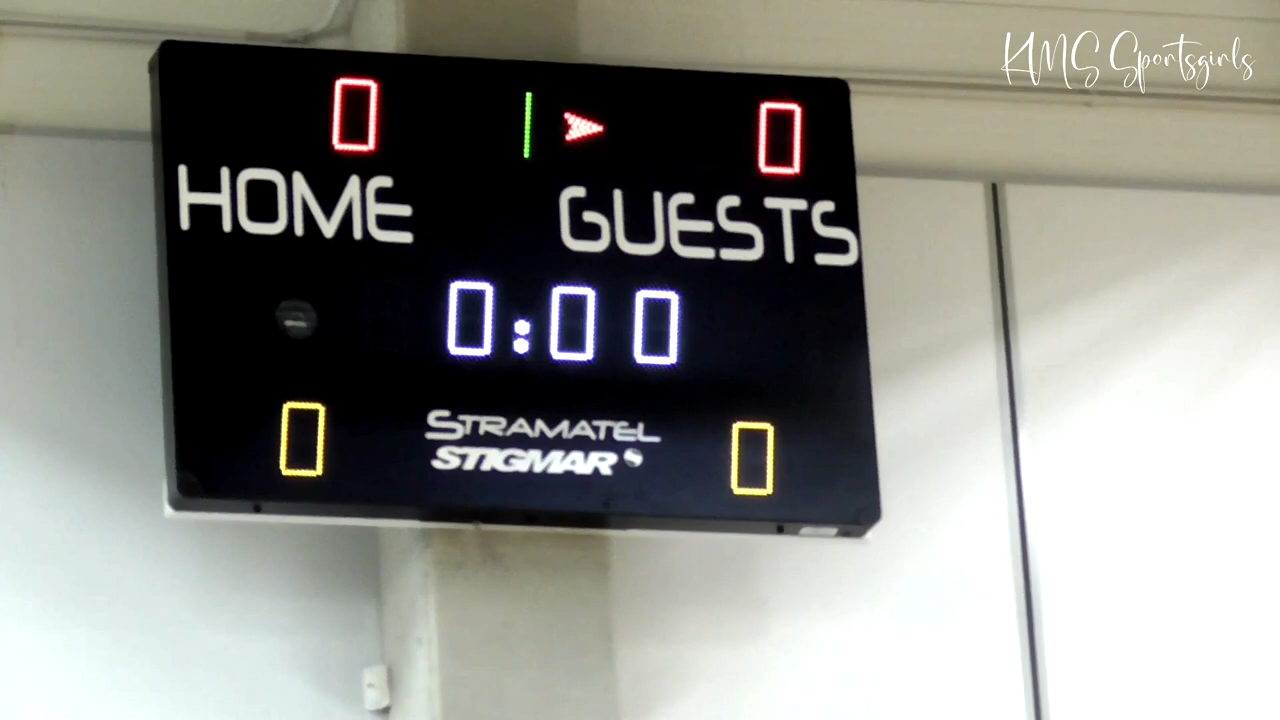 KMS Sportsgirls
0 1 0
HOME GUESTS
0:00
0 0
STRAMATEL
STIGMAR